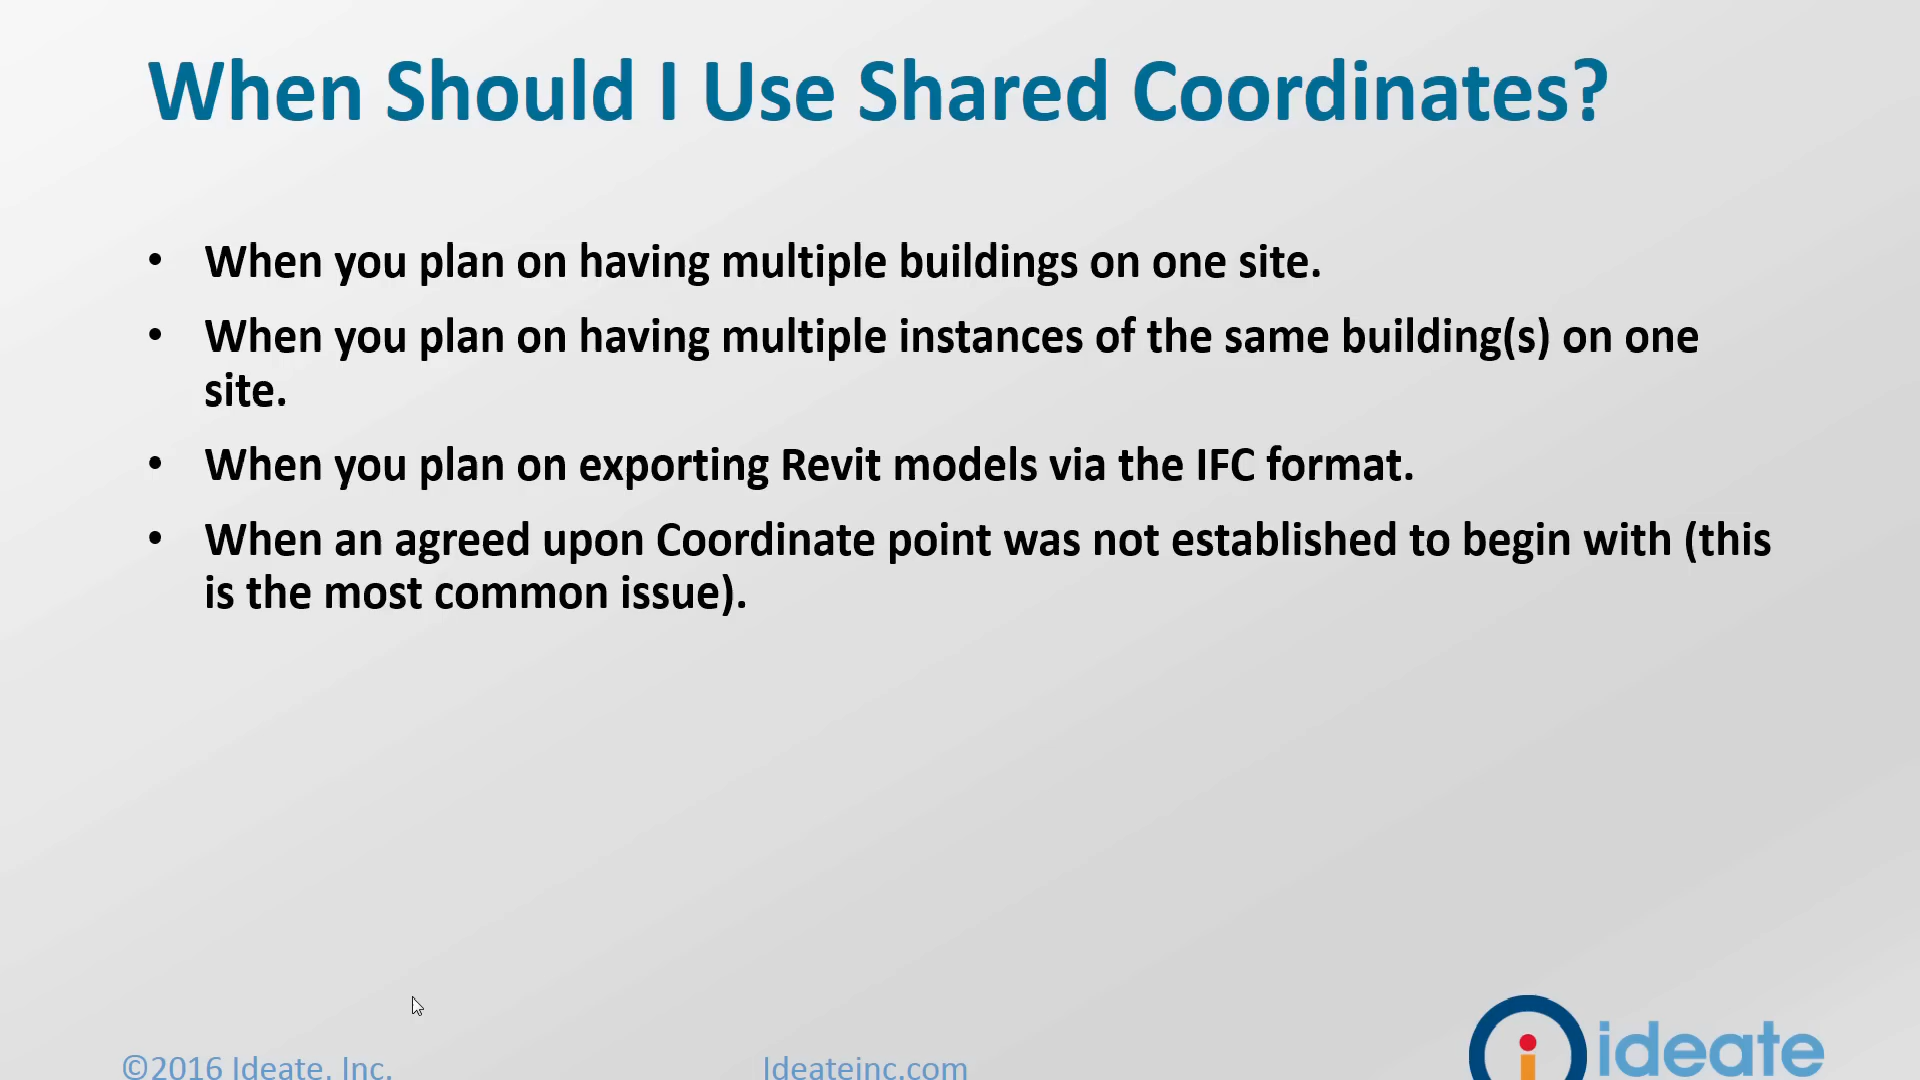 When Should I Use Shared Coordinates?
• When you plan on having multiple buildings on one site.
• When you plan on having multiple instances of the same building(s) on one
site.
• When you plan on exporting Revit models via the IFC format.
• When an agreed upon Coordinate point was not established to begin with (this
is the most common issue).
©2016 Ideate, Inc.
Ideateinc.com
ideate